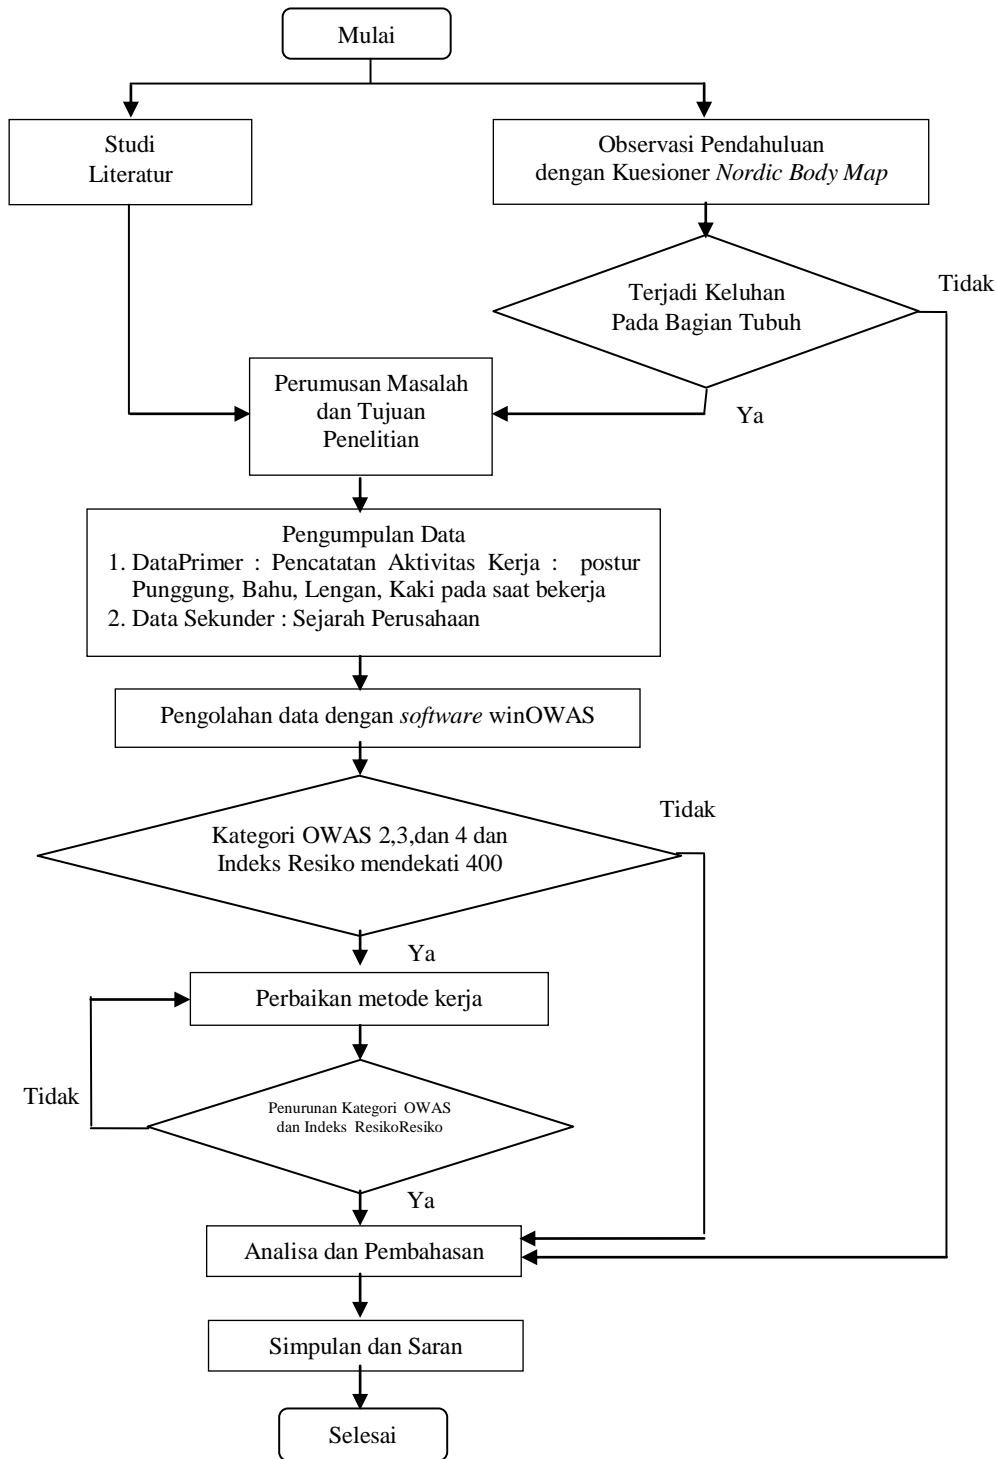 Mulai
Studi
Literatur
Observasi Pendahuluan
dengan Kuesioner Nordic Body Map
Terjadi Keluhan
Pada Bagian Tubuh
Tidak
Ya
Perumusan Masalah
dan Tujuan
Penelitian
Pengumpulan Data
1. DataPrimer : Pencatatan Aktivitas Kerja : postur
Punggung, Bahu, Lengan, Kaki pada saat bekerja
2. Data Sekunder : Sejarah Perusahaan
Pengolahan data dengan software winOWAS
Kategori OWAS 2,3,dan 4 dan
Indeks Resiko mendekati 400
Tidak
Ya
Perbaikan metode kerja
Penurunan Kategori OWAS
dan Indeks ResikoResiko
Tidak
Ya
Analisa dan Pembahasan
Simpulan dan Saran
Selesai